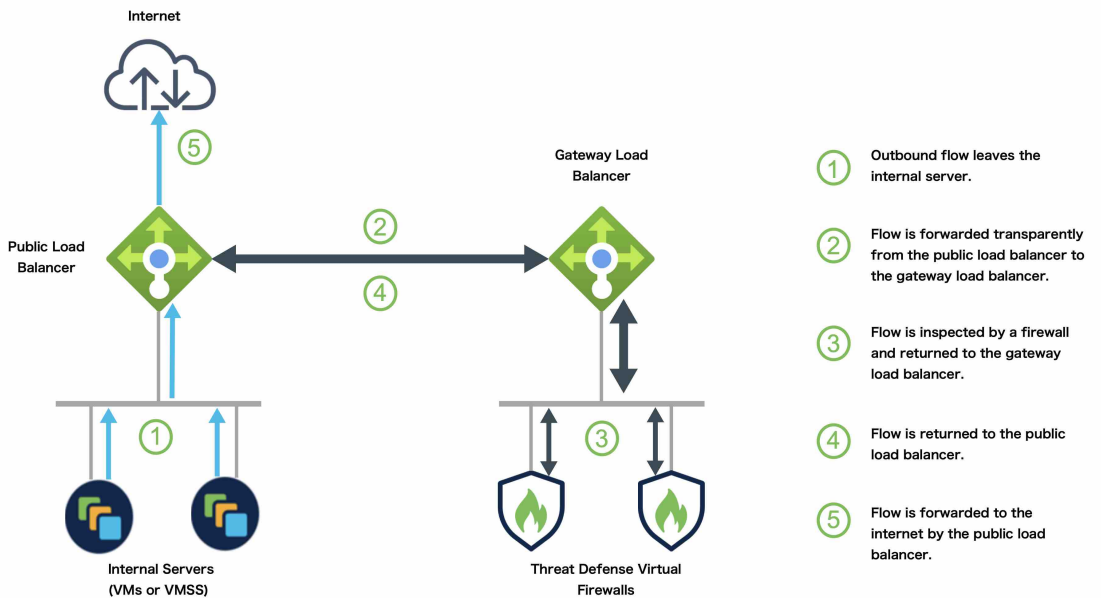 Internet
5
Gateway Load
Balancer
Public Load
Balancer
2
4
1
3
Internal Servers
(VMs or VMSS)
Threat Defense Virtual
Firewalls
1
Outbound flow leaves the
internal server.
2
Flow is forwarded transparently
from the public load balancer to
the gateway load balancer.
3
Flow is inspected by a firewall
and returned to the gateway
load balancer.
4
Flow is returned to the public
load balancer.
5
Flow is forwarded to the
internet by the public load
balancer.